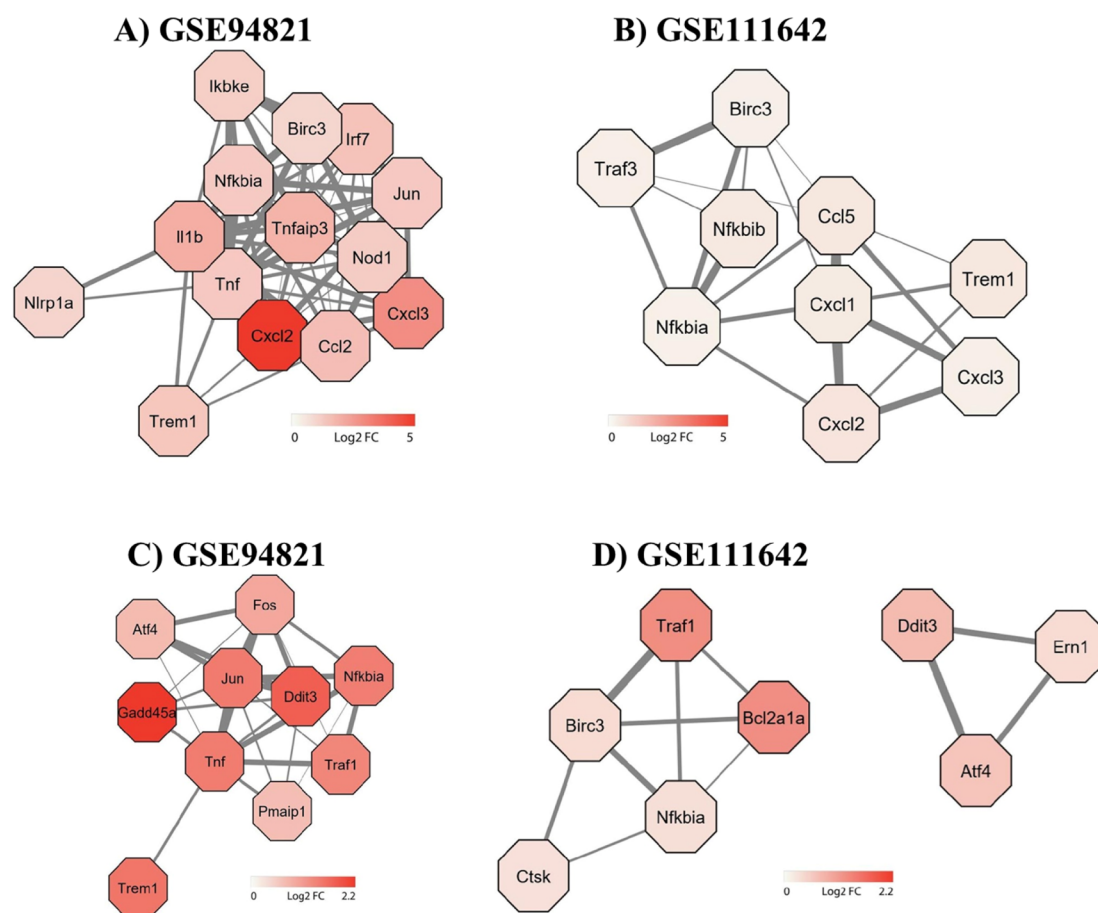 A) GSE94821
B) GSE111642
Ikbke
Birc3
Irf7
Nfkbia
Jun
Il1b
Tnfaip3
Nod1
Tnf
Nlrp1a
Cxcl2
Ccl2
Cxcl3
Trem1
0 Log2 FC 5
Birc3
Traf3
Nfkbib
Ccl5
Trem1
Cxcl1
Nfkbia
Cxcl3
Cxcl2
0 Log2 FC 5
C) GSE94821
D) GSE111642
Fos
Atf4
Jun
Nfkbia
Ddit3
Gadd45a
Tnf
Traf1
Pmaip1
Trem1
0 Log2 FC 2.2
Traf1
Birc3
Bcl2a1a
Nfkbia
Ctsk
Ddit3
Ern1
Atf4
0 Log2 FC 2.2